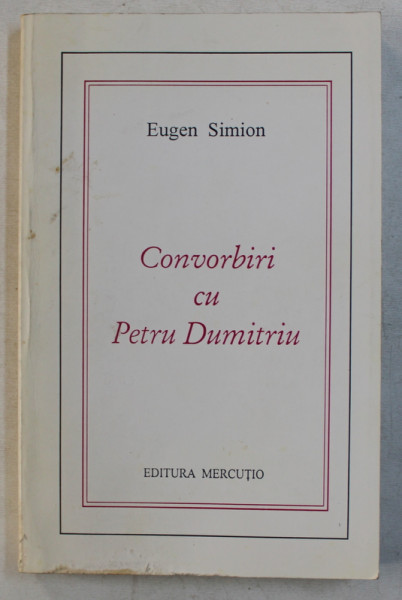 Eugen Simion
Convorbiri
cu
Petru Dumitriu
EDITURA MERCUȚIO